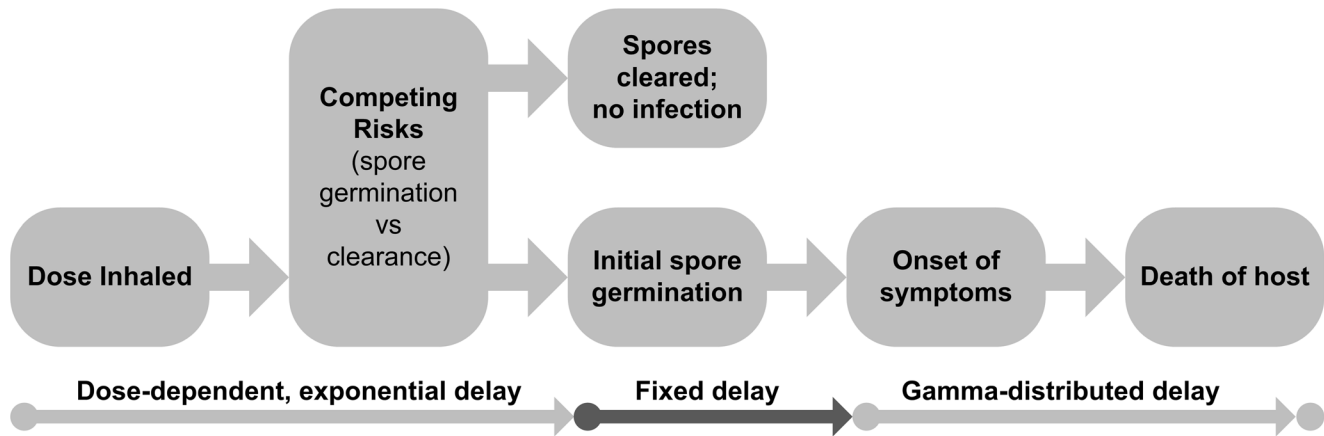 Spores
cleared;
no infection
Competing
Risks
(spore
germination
vs
clearance)
Dose Inhaled
Initial spore
germination
Onset of
symptoms
Death of host
Dose-dependent, exponential delay
Fixed delay
Gamma-distributed delay